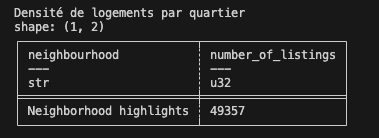 Densité de logements par quartier
shape: (1, 2)
neighbourhood number_of_listings
--- ---
str u32
Neighborhood highlights 49357